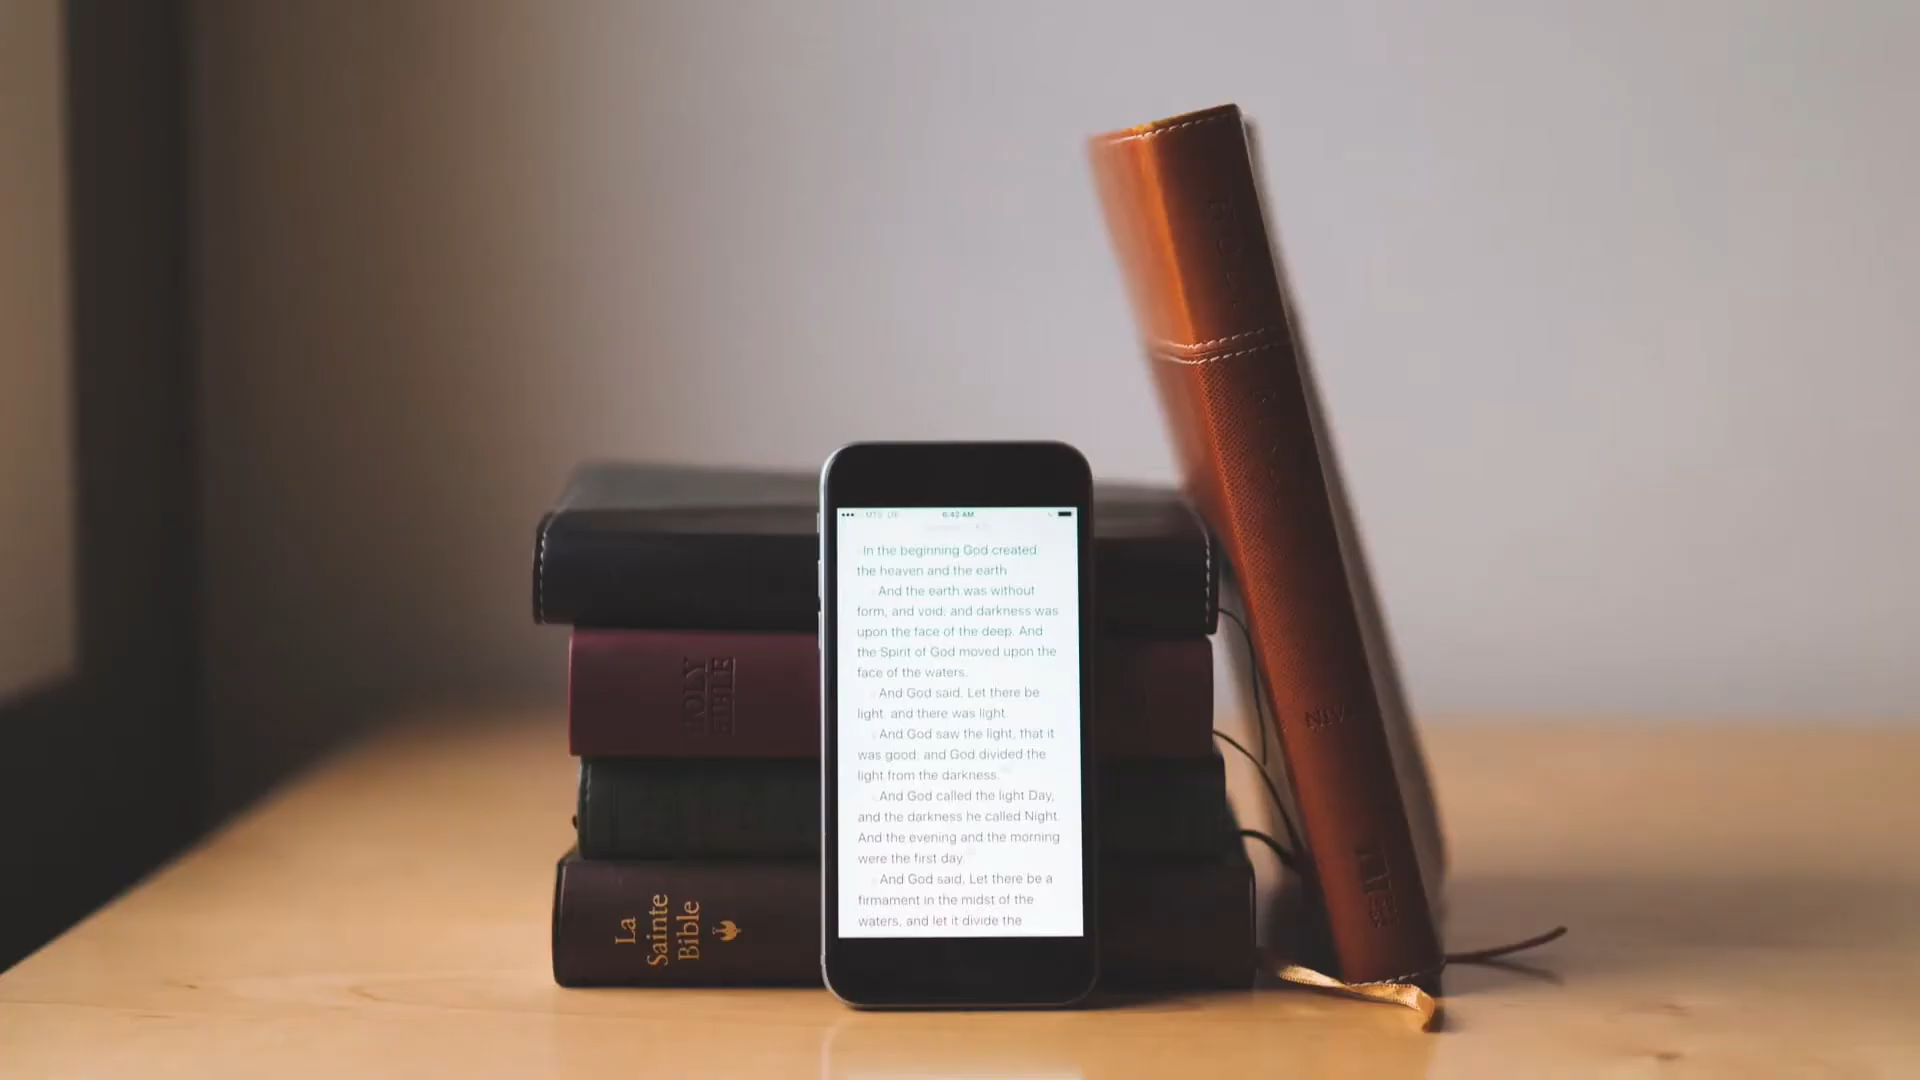 MTS LTE 6:42 AM
In the beginning God created
the heaven and the earth
And the earth was without
form, and void; and darkness was
upon the face of the deep. And
the Spirit of God moved upon the
face of the waters.
And God said, Let there be
light: and there was light.
And God saw the light, that it
was good: and God divided the
light from the darkness.
And God called the light Day,
and the darkness he called Night.
And the evening and the morning
were the first day.
And God said, Let there be a
firmament in the midst of the
waters, and let it divide the
HOLY
BIBLE
La
Sainte
Bible
NIV